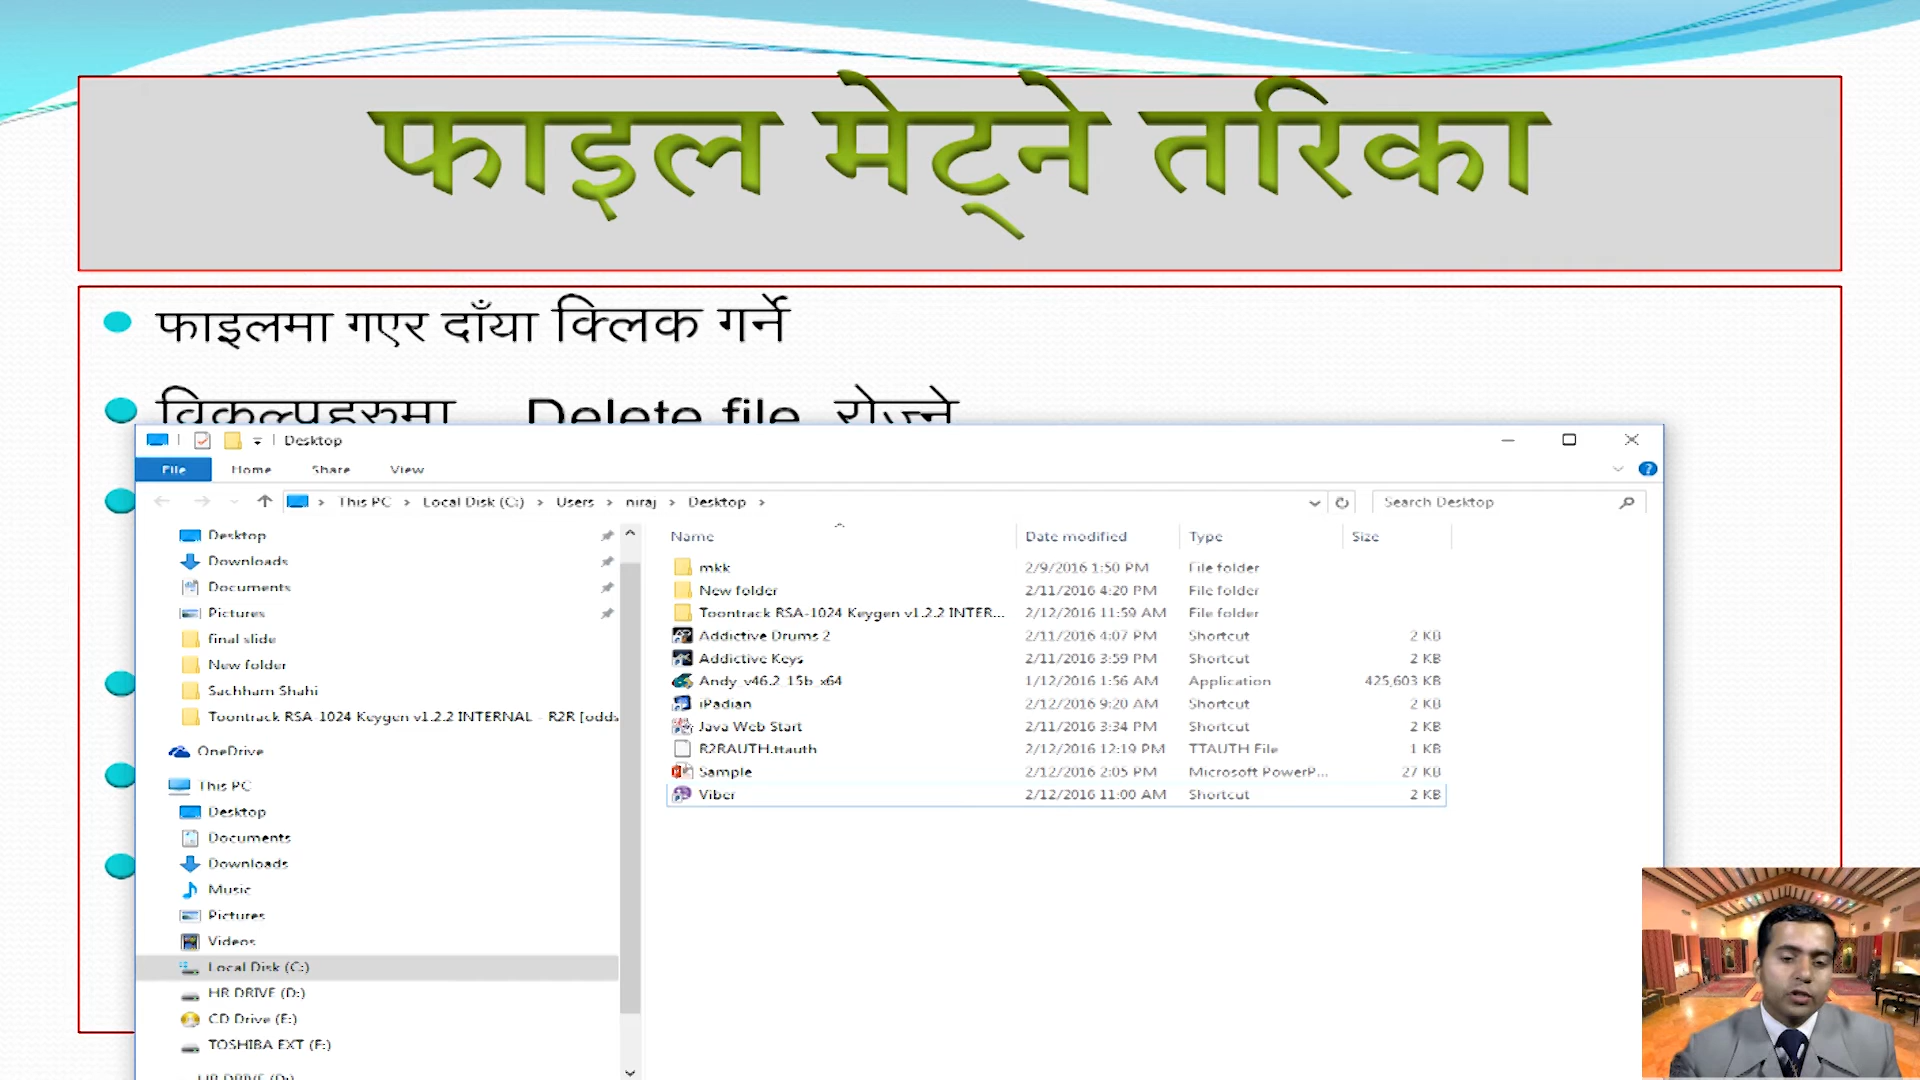 फाइल मेट्ने तरिका
फाइलमा गएर दाँया क्लिक गर्ने
विकल्पहरुमा Delete file रोज्ने
Desktop
File Home Share View
This PC › Local Disk (C:) › Users › niraj › Desktop ›
Search Desktop
Desktop
Downloads
Documents
Pictures
final slide
New folder
Sachham Shahi
Toontrack RSA-1024 Keygen v1.2.2 INTERNAL - R2R [odds
OneDrive
This PC
Desktop
Documents
Downloads
Music
Pictures
Videos
Local Disk (C:)
HR DRIVE (D:)
CD Drive (E:)
TOSHIBA EXT (F:)
HR DRIVE (D:)
Name Date modified Type Size
mkk 2/9/2016 1:50 PM File folder
New folder 2/11/2016 4:20 PM File folder
Toontrack RSA-1024 Keygen v1.2.2 INTER... 2/12/2016 11:59 AM File folder
Addictive Drums 2 2/11/2016 4:07 PM Shortcut 2 KB
Addictive Keys 2/11/2016 3:59 PM Shortcut 2 KB
Andy_v46.2_15b_x64 1/12/2016 1:56 AM Application 425,603 KB
iPadian 2/12/2016 9:20 AM Shortcut 2 KB
Java Web Start 2/11/2016 3:34 PM Shortcut 2 KB
R2RAUTH.ttauth 2/12/2016 12:19 PM TTAUTH File 1 KB
Sample 2/12/2016 2:05 PM Microsoft PowerP... 27 KB
Viber 2/12/2016 11:00 AM Shortcut 2 KB